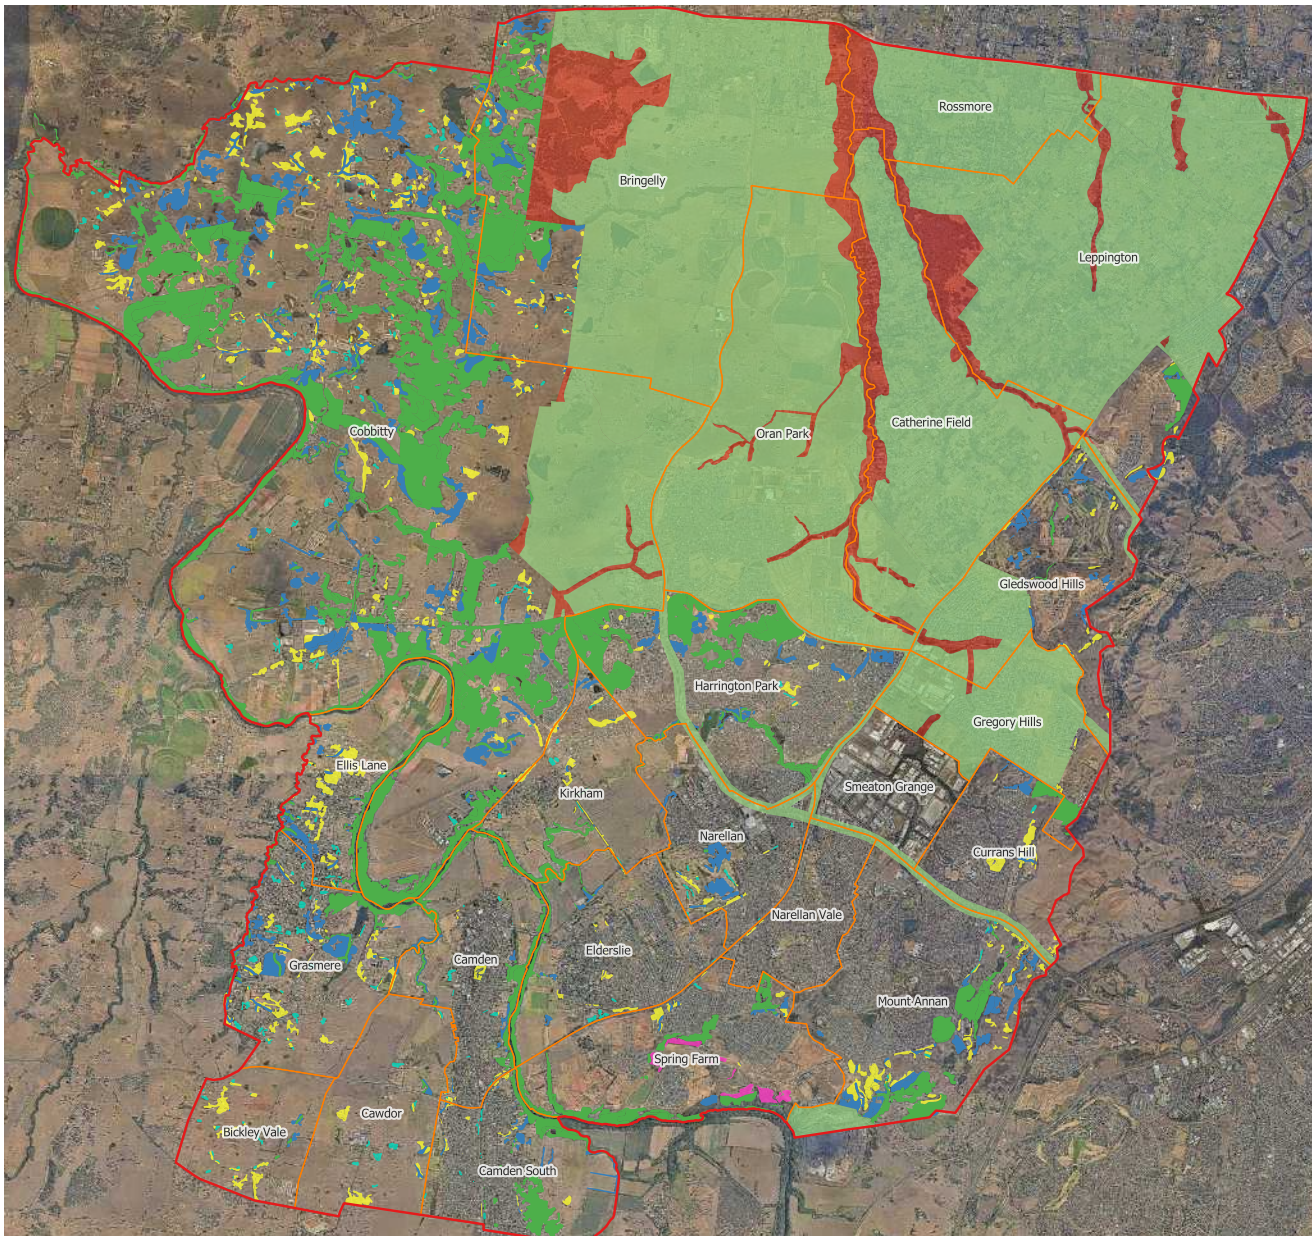 Rossmore
Bringelly
Leppington
Catherine Field
Cobbitty
Oran Park
Gledswood Hills
Harrington Park
Gregory Hills
Ellis Lane
Smeaton Grange
Kirkham
Narellan
Currans Hill
Narellan Vale
Elderslie
Camden
Grasmere
Mount Annan
Spring Farm
Cawdor
Bickley Vale
Camden South